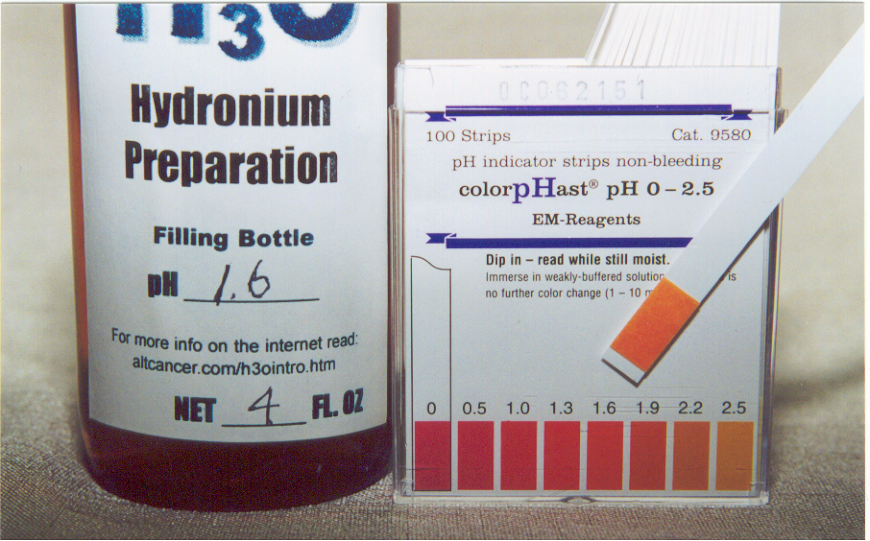 H3O
Hydronium
Preparation
Filling Bottle
pH 1.6
For more info on the internet read:
altcancer.com/h3ointro.htm
NET 4 FL. OZ
0C062151
100 Strips Cat. 9580
pH indicator strips non-bleeding
colorpHast® pH 0 – 2.5
EM-Reagents
Dip in – read while still moist.
Immerse in weakly-buffered is
no further color change (1 – 10
0 0.5 1.0 1.3 1.6 1.9 2.2 2.5